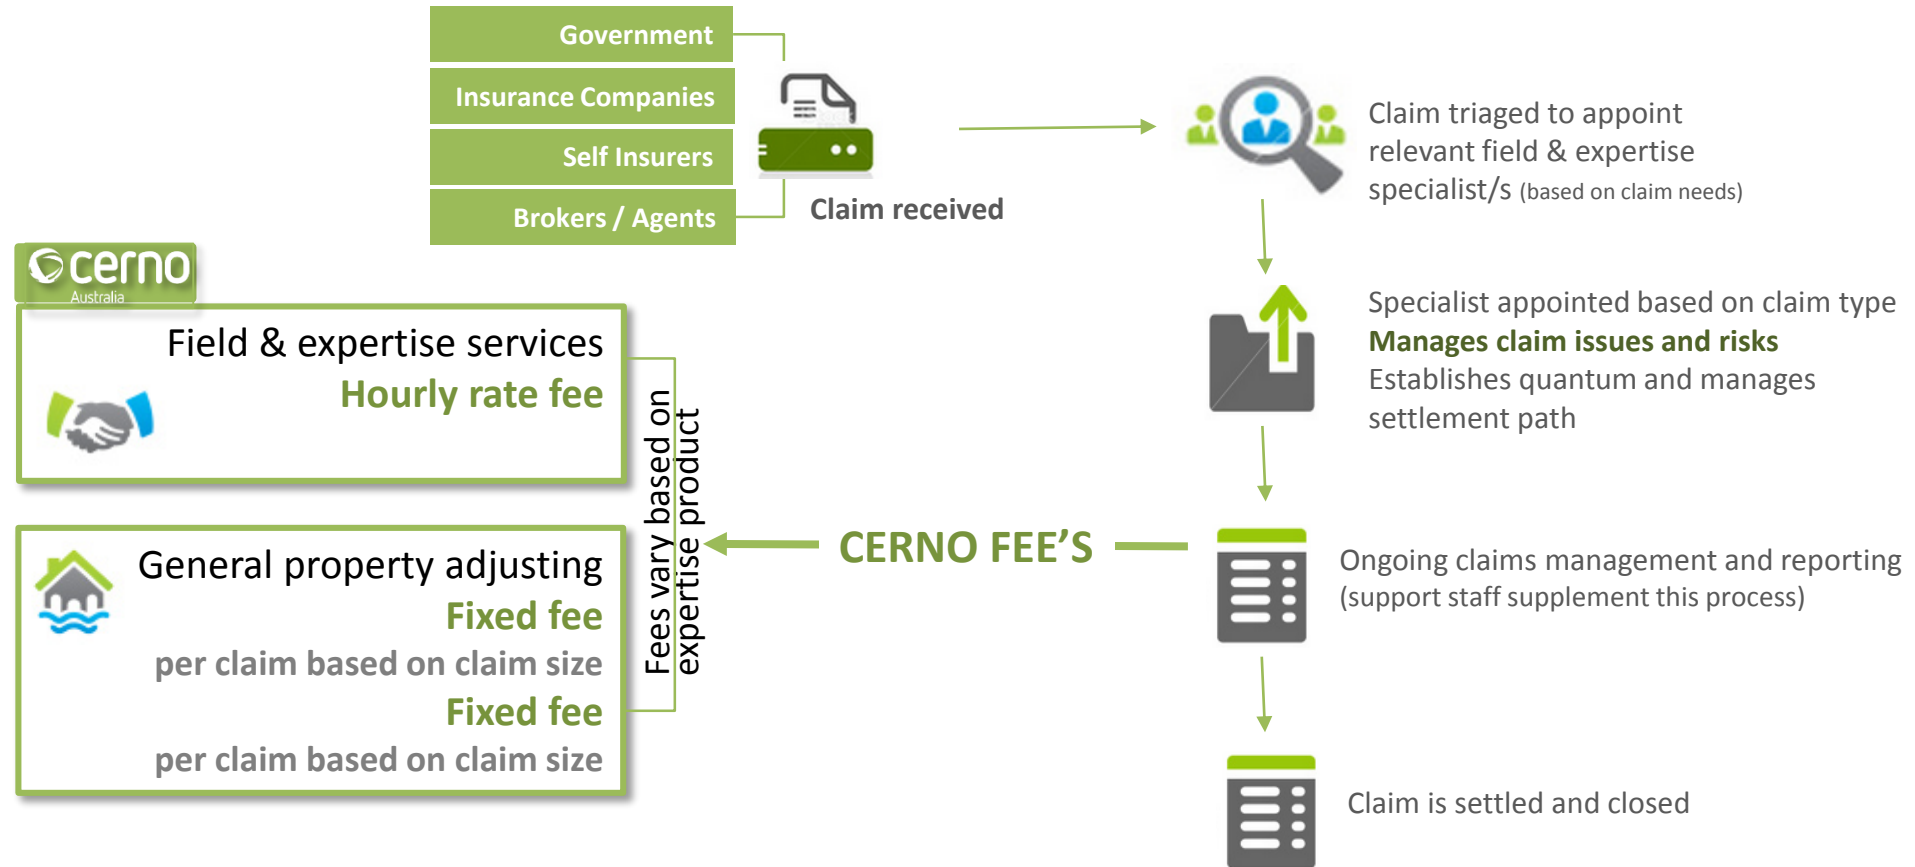 Government
Insurance Companies
Self Insurers
Brokers / Agents
Claim received
Claim triaged to appoint
relevant field & expertise
specialist/s (based on claim needs)
Specialist appointed based on claim type
Manages claim issues and risks
Establishes quantum and manages
settlement path
Ongoing claims management and reporting
(support staff supplement this process)
Claim is settled and closed
CERNO FEE'S
Fees vary based on
expertise product
cerno
Australia
Field & expertise services
Hourly rate fee
General property adjusting
Fixed fee
per claim based on claim size
Fixed fee
per claim based on claim size